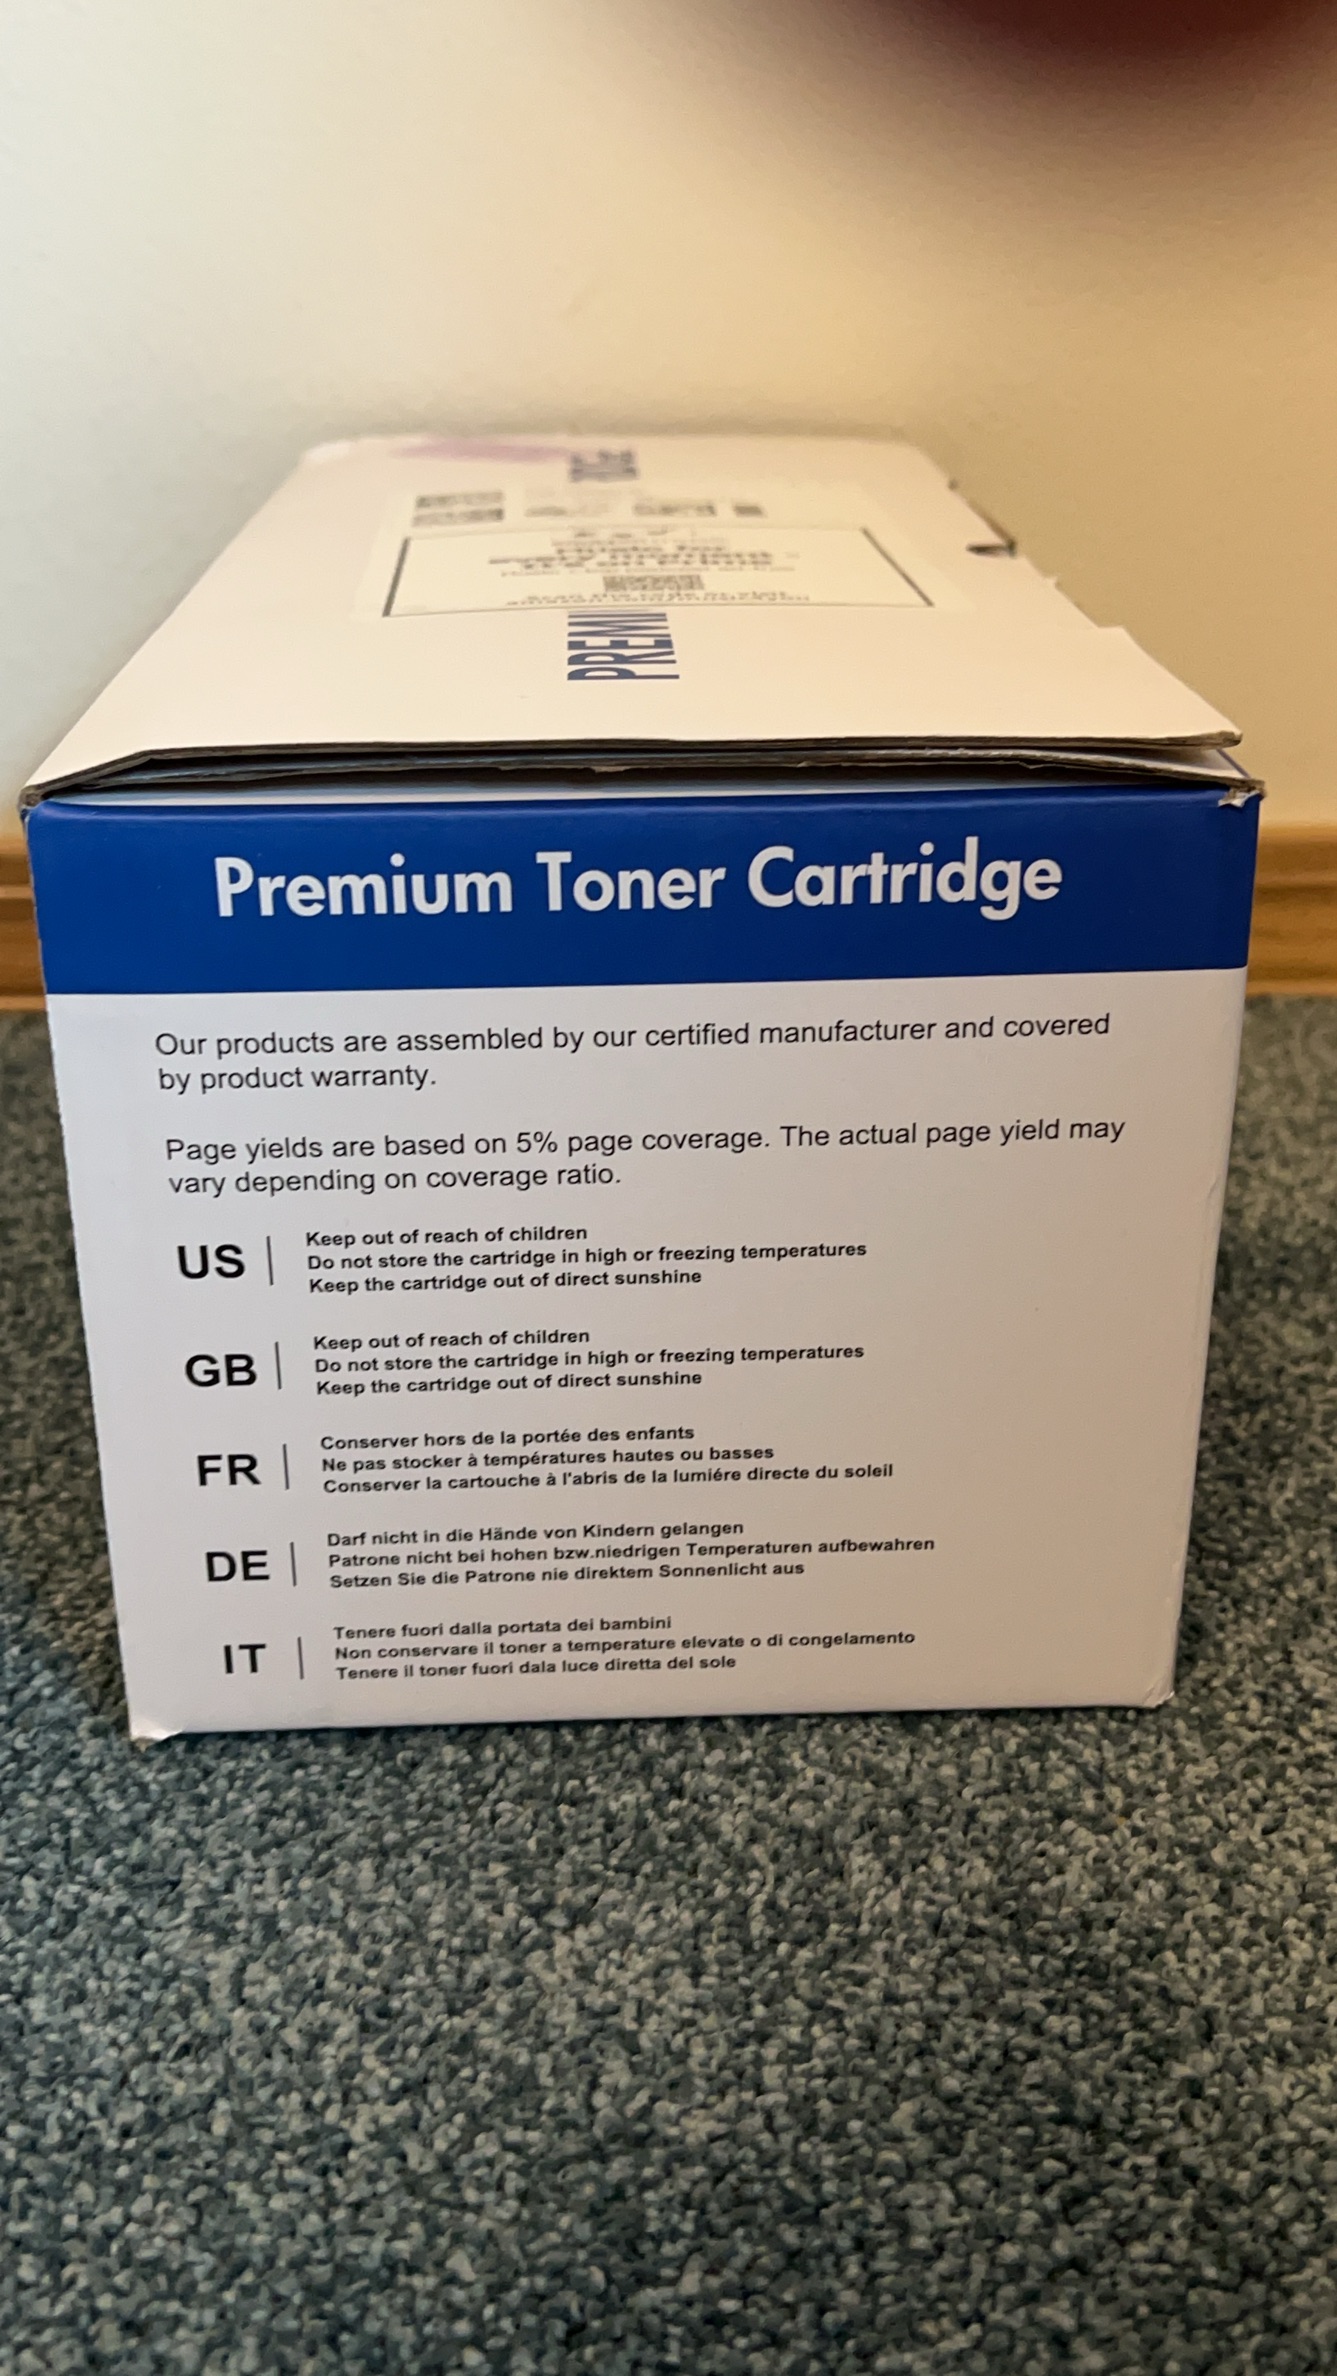 PREMI
Premium Toner Cartridge
Our products are assembled by our certified manufacturer and covered
by product warranty.
Page yields are based on 5% page coverage. The actual page yield may
vary depending on coverage ratio.
US
Keep out of reach of children
Do not store the cartridge in high or freezing temperatures
Keep the cartridge out of direct sunshine
GB
Keep out of reach of children
Do not store the cartridge in high or freezing temperatures
Keep the cartridge out of direct sunshine
FR
Conserver hors de la portée des enfants
Ne pas stocker à températures hautes ou basses
Conserver la cartouche à l'abris de la lumiére directe du soleil
DE
Darf nicht in die Hände von Kindern gelangen
Patrone nicht bei hohen bzw.niedrigen Temperaturen aufbewahren
Setzen Sie die Patrone nie direktem Sonnenlicht aus
IT
Tenere fuori dalla portata dei bambini
Non conservare il toner a temperature elevate o di congelamento
Tenere il toner fuori dala luce diretta del sole